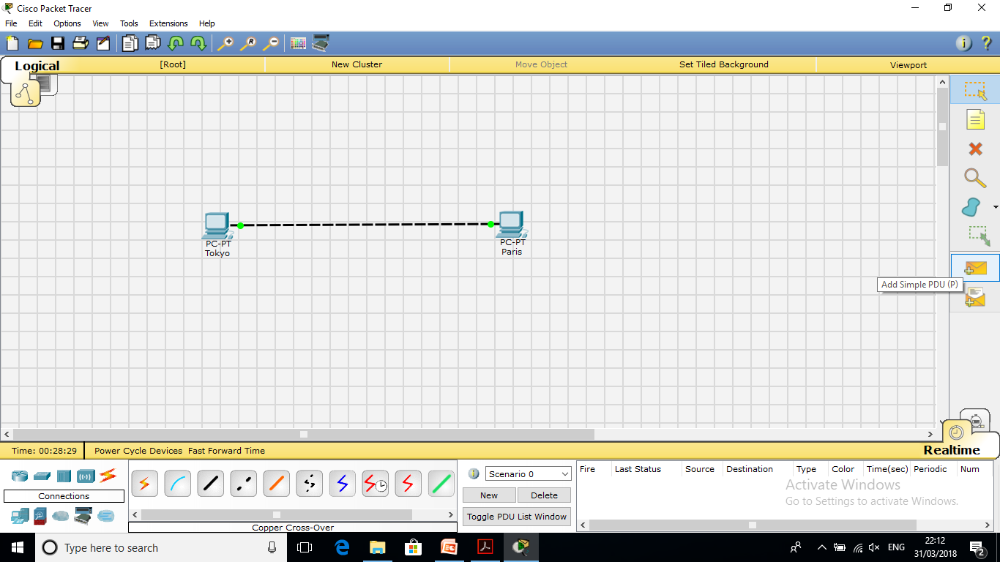 Cisco Packet Tracer
File Edit Options View Tools Extensions Help
Logical [Root] New Cluster Move Object Set Tiled Background Viewport
PC-PT
Tokyo
PC-PT
Paris
Add Simple PDU (P)
Realtime
Time: 00:28:29 Power Cycle Devices Fast Forward Time
Connections
Copper Cross-Over
Scenario 0
New Delete
Toggle PDU List Window
Fire Last Status Source Destination Type Color Time(sec) Periodic Num
Activate Windows
Go to Settings to activate Windows.
Type here to search
ENG
22:12
31/03/2018
2